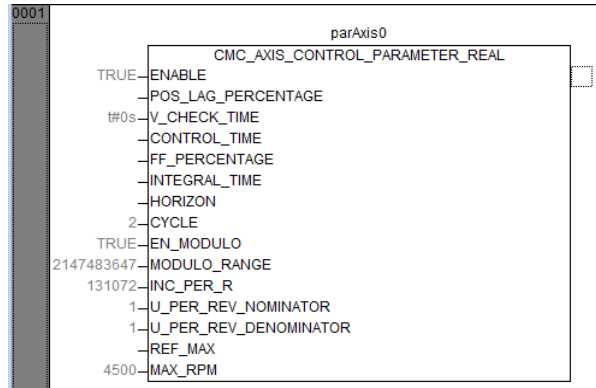 0001
parAxis0
CMC_AXIS_CONTROL_PARAMETER_REAL
TRUE ENABLE
POS_LAG_PERCENTAGE
t#0s V_CHECK_TIME
CONTROL_TIME
FF_PERCENTAGE
INTEGRAL_TIME
HORIZON
2 CYCLE
TRUE EN_MODULO
2147483647 MODULO_RANGE
131072 INC_PER_R
1 U_PER_REV_NOMINATOR
1 U_PER_REV_DENOMINATOR
REF_MAX
4500 MAX_RPM